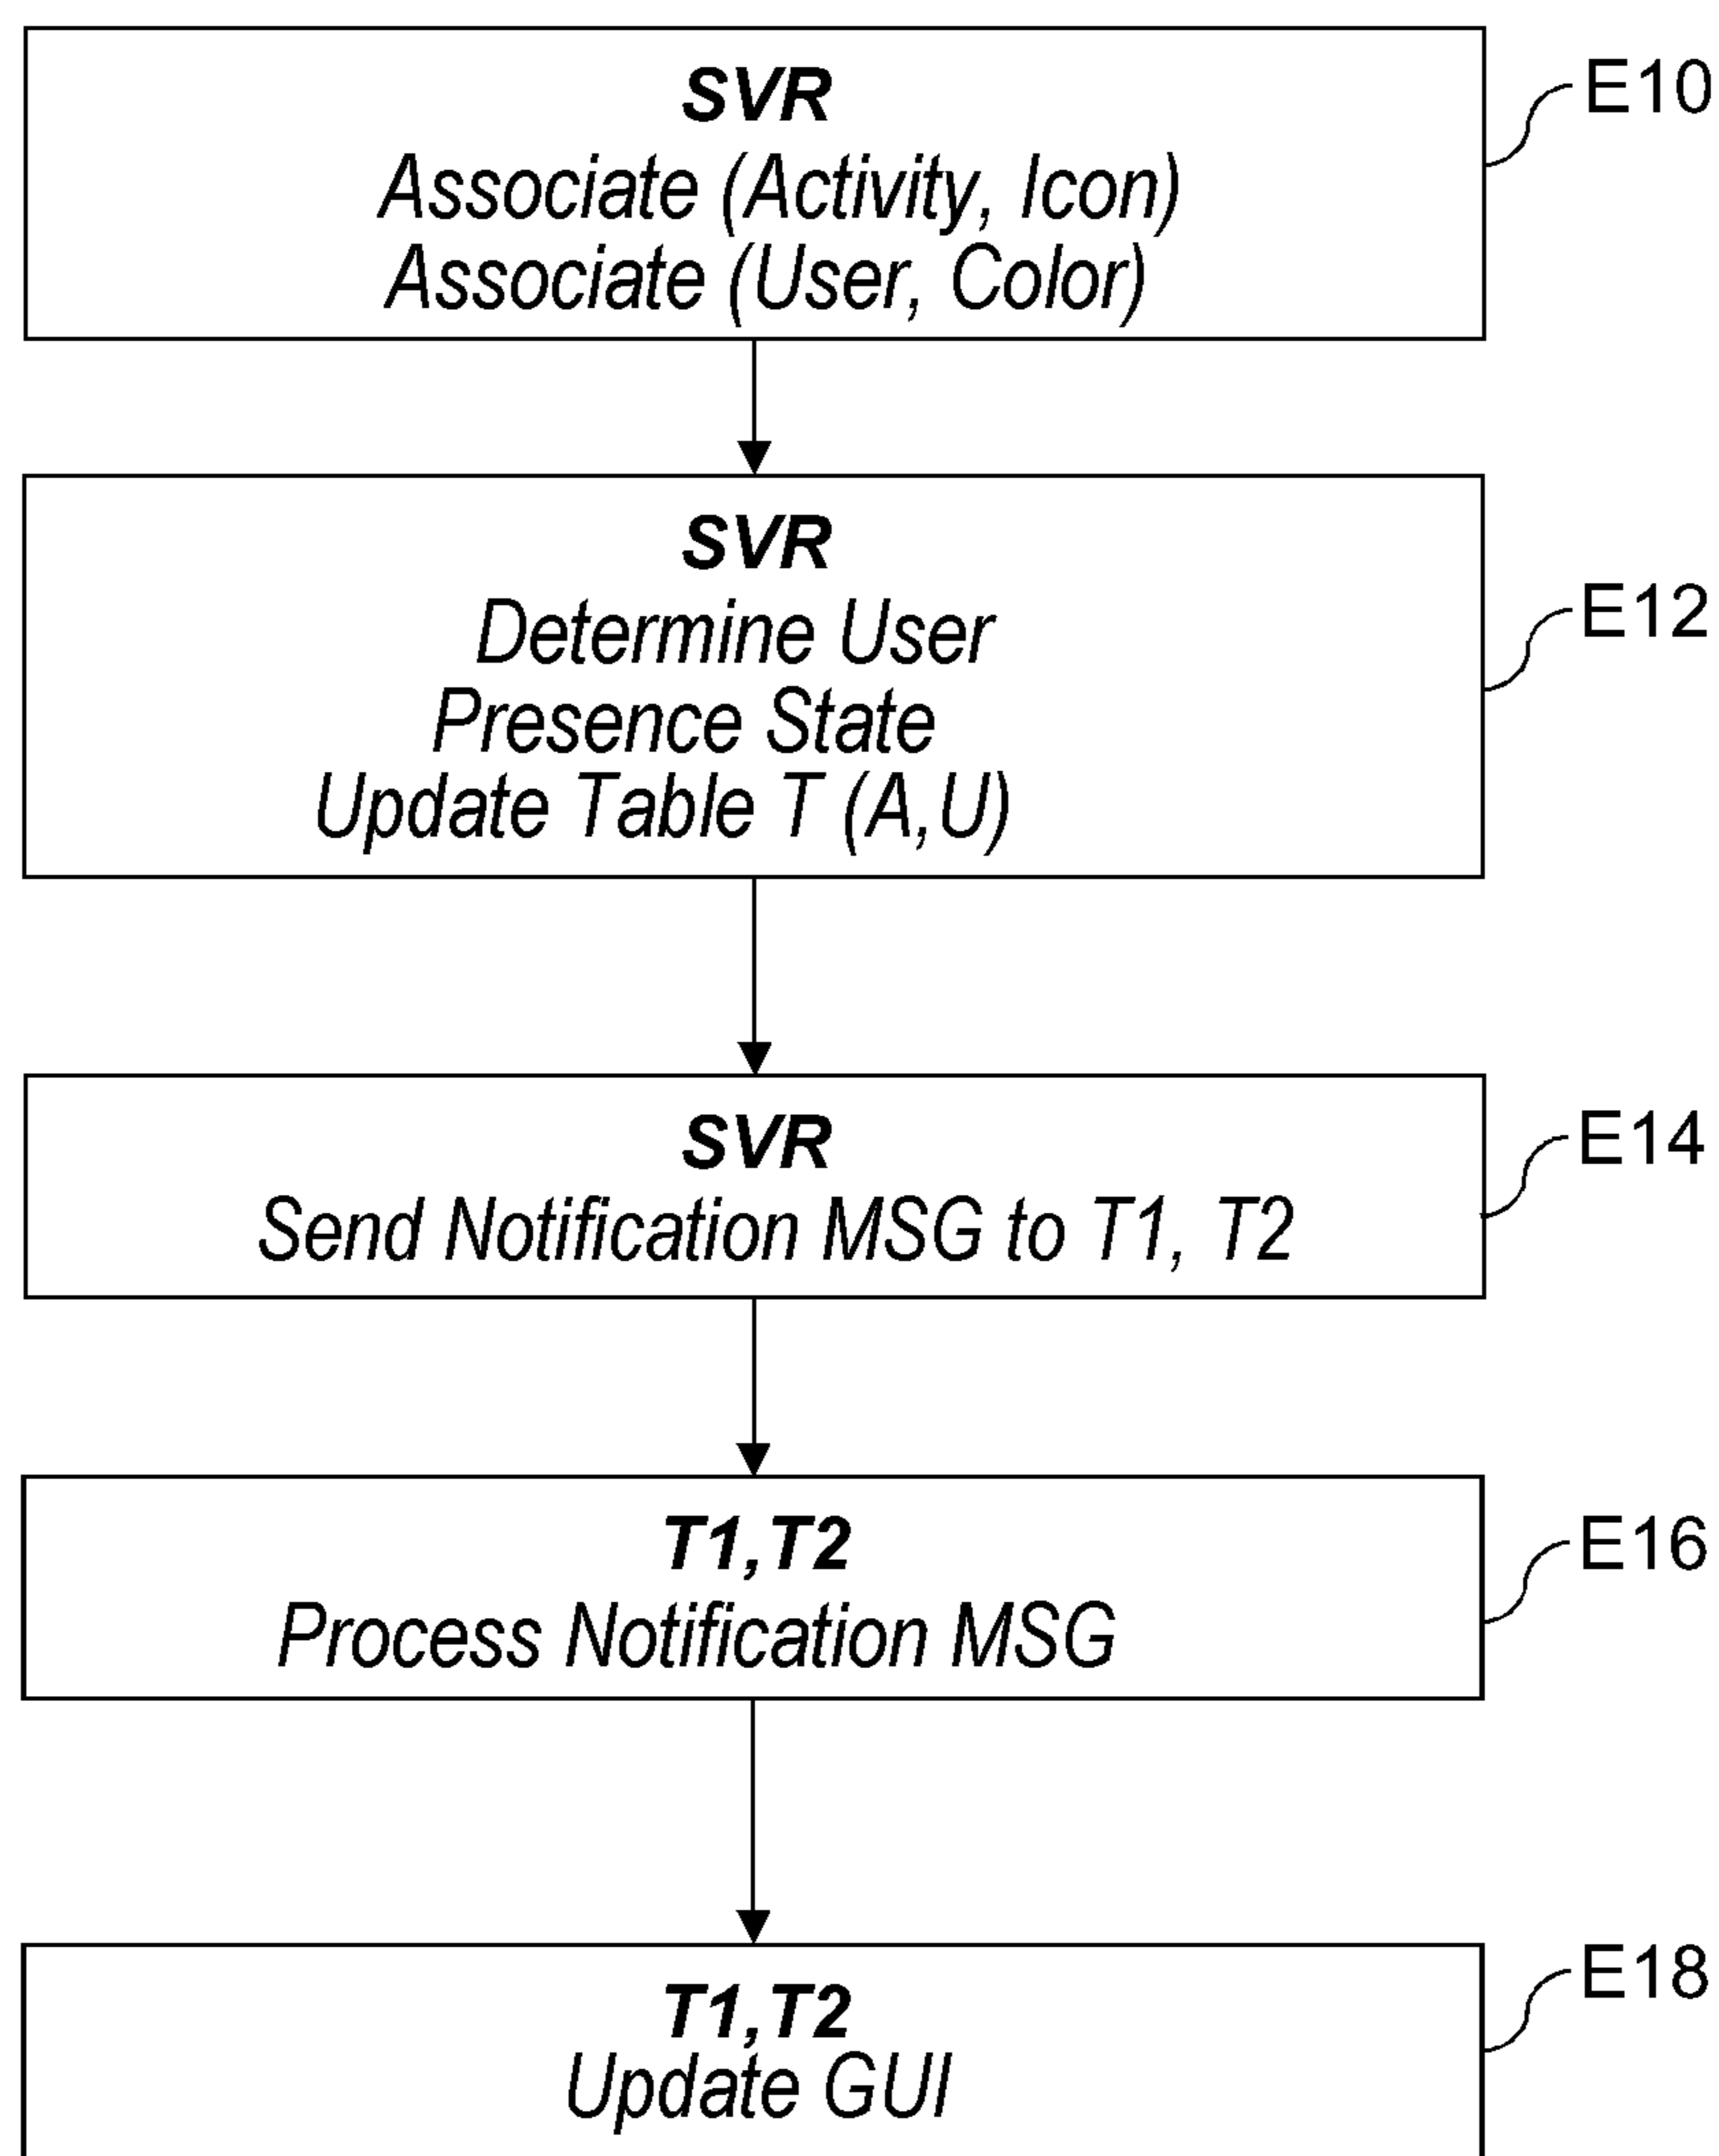 SVR
Associate (Activity, Icon)
Associate (User, Color)
E10
SVR
Determine User
Presence State
Update Table T (A,U)
E12
SVR
Send Notification MSG to T1, T2
E14
T1,T2
Process Notification MSG
E16
T1,T2
Update GUI
E18